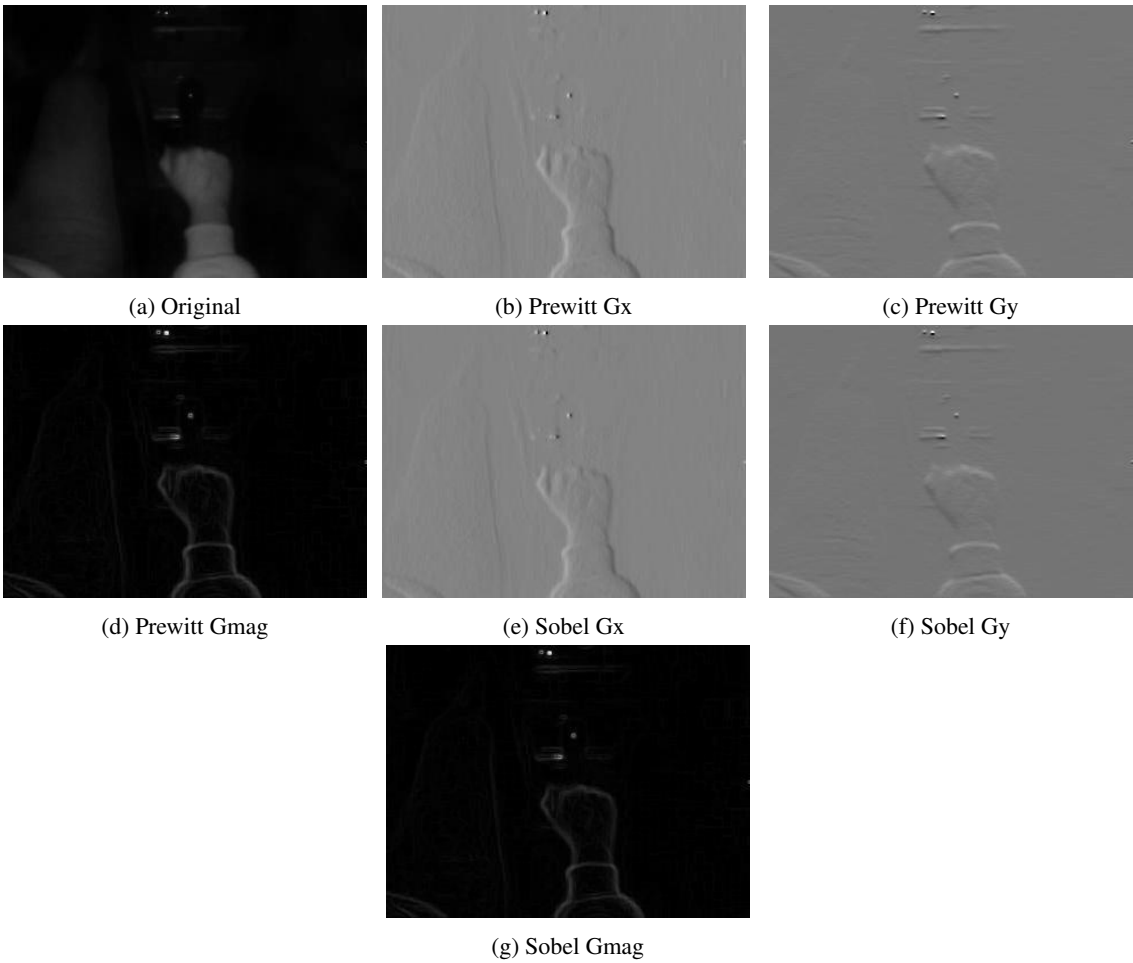 (a) Original
(b) Prewitt Gx
(c) Prewitt Gy
(d) Prewitt Gmag
(e) Sobel Gx
(f) Sobel Gy
(g) Sobel Gmag